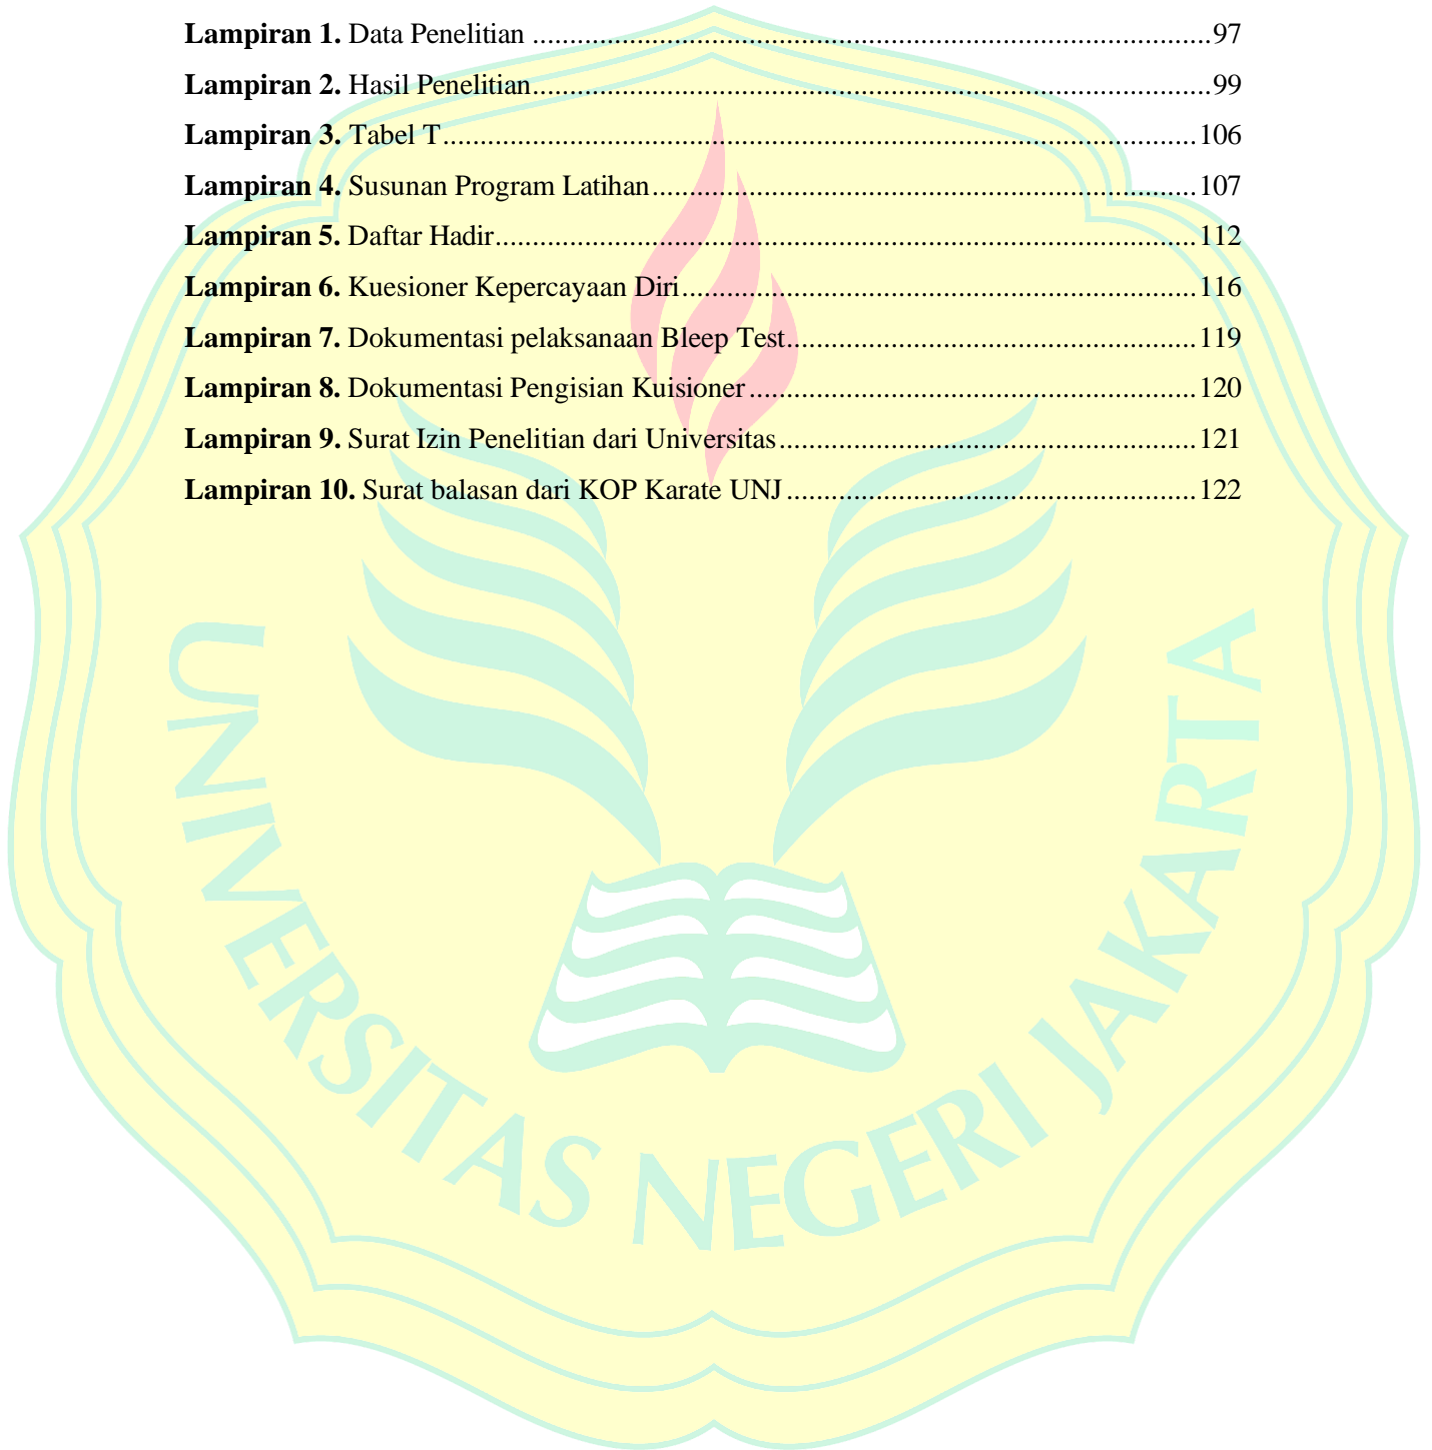 Lampiran 1. Data Penelitian ........................................................................................... 97
Lampiran 2. Hasil Penelitian........................................................................................... 99
Lampiran 3. Tabel T..................................................................................................... 106
Lampiran 4. Susunan Program Latihan......................................................................... 107
Lampiran 5. Daftar Hadir.............................................................................................. 112
Lampiran 6. Kuesioner Kepercayaan Diri..................................................................... 116
Lampiran 7. Dokumentasi pelaksanaan Bleep Test....................................................... 119
Lampiran 8. Dokumentasi Pengisian Kuisioner ............................................................ 120
Lampiran 9. Surat Izin Penelitian dari Universitas........................................................ 121
Lampiran 10. Surat balasan dari KOP Karate UNJ ....................................................... 122
UNIVERSITAS NEGERI JAKARTA